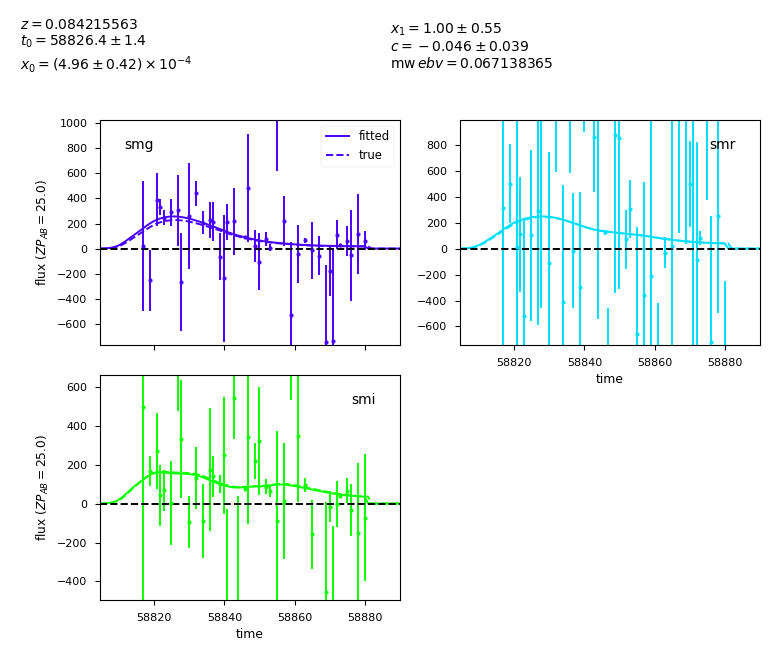 z = 0.084215563
t₀ = 58826.4 ± 1.4
x₀ = (4.96 ± 0.42) × 10⁻⁴
x₁ = 1.00 ± 0.55
c = −0.046 ± 0.039
mw ebv = 0.067138365
smg
fitted
true
1000
800
600
400
200
0
−200
−400
−600
flux (ZP_AB = 25.0)
smr
800
600
400
200
0
−200
−400
−600
58820 58840 58860 58880
time
smi
600
400
200
0
−200
−400
flux (ZP_AB = 25.0)
58820 58840 58860 58880
time